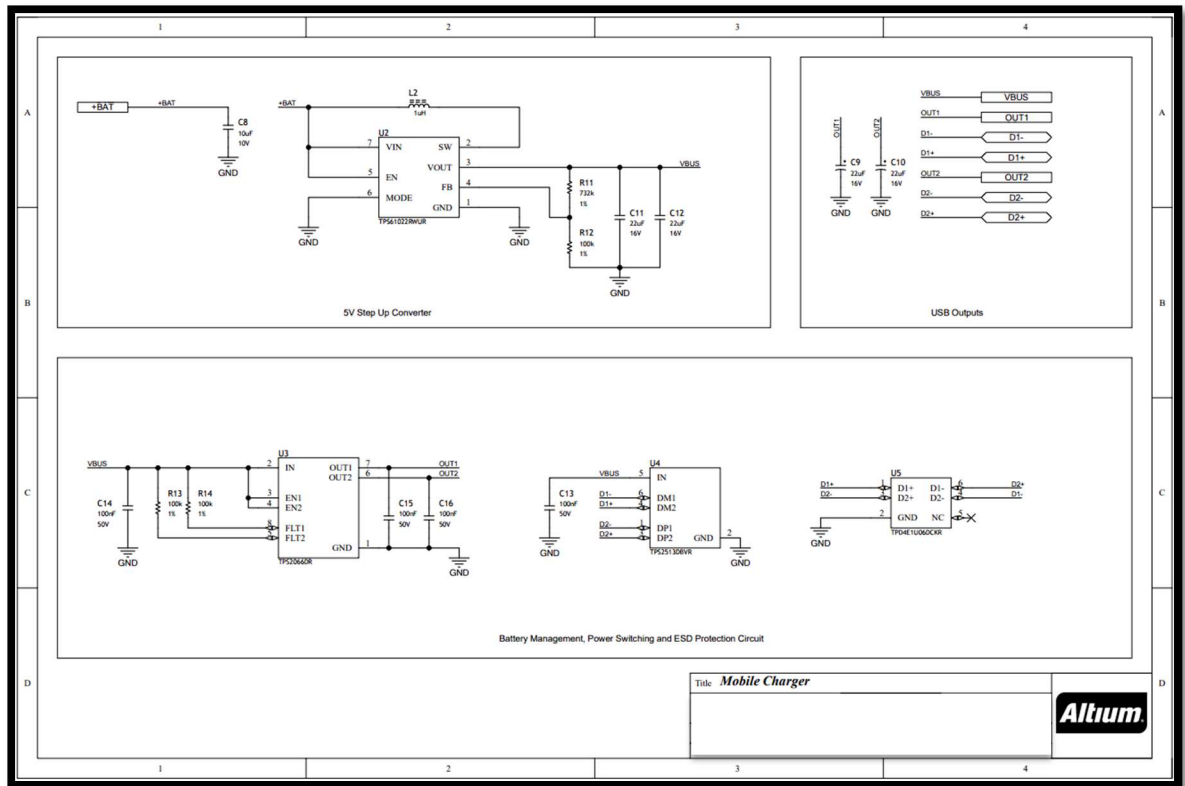 1 2 3 4
A
B
C
D
+BAT
+BAT
C8
10uF
10V
GND
+BAT
L2
1uH
U2
7 VIN SW 2
VOUT 3
5 EN
FB 4
6 MODE
GND 1
TPS61022RWUR
GND
GND
VBUS
R11
732k
1%
R12
100k
1%
C11
22uF
16V
C12
22uF
16V
GND
5V Step Up Converter
OUT1
OUT2
C9
22uF
16V
C10
22uF
16V
GND
GND
VBUS VBUS
OUT1 OUT1
D1- D1-
D1+ D1+
OUT2 OUT2
D2- D2-
D2+ D2+
USB Outputs
VBUS
C14
100nF
50V
GND
R13
100k
1%
R14
100k
1%
U3
2 IN OUT1 7 OUT1
OUT2 6 OUT2
3 EN1
4 EN2
8 FLT1
5 FLT2
GND 1
TPS2066DR
C15
100nF
50V
C16
100nF
50V
GND
C13
100nF
50V
GND
U4
VBUS 5 IN
D1- 6 DM1
D1+ DM2
D2- 1 DP1
D2+ DP2
GND 2
TPS2513DBVR
GND
U5
D1+ 1 D1+ D1- 6 D2+
D2- D2+ D2- 4 D1-
2 GND NC 5
TPD4E1U06DCKR
GND
Battery Management, Power Switching and ESD Protection Circuit
Title Mobile Charger
Altium
A
B
C
D
1 2 3 4